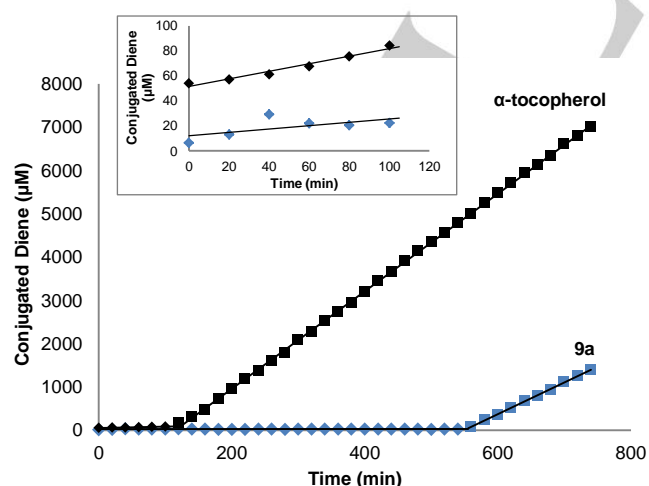 100
80
60
40
20
0
Conjugated Diene
(µM)
0 20 40 60 80 100 120
Time (min)
8000
7000
6000
5000
4000
3000
2000
1000
0
Conjugated Diene (µM)
α-tocopherol
9a
0 200 400 600 800
Time (min)